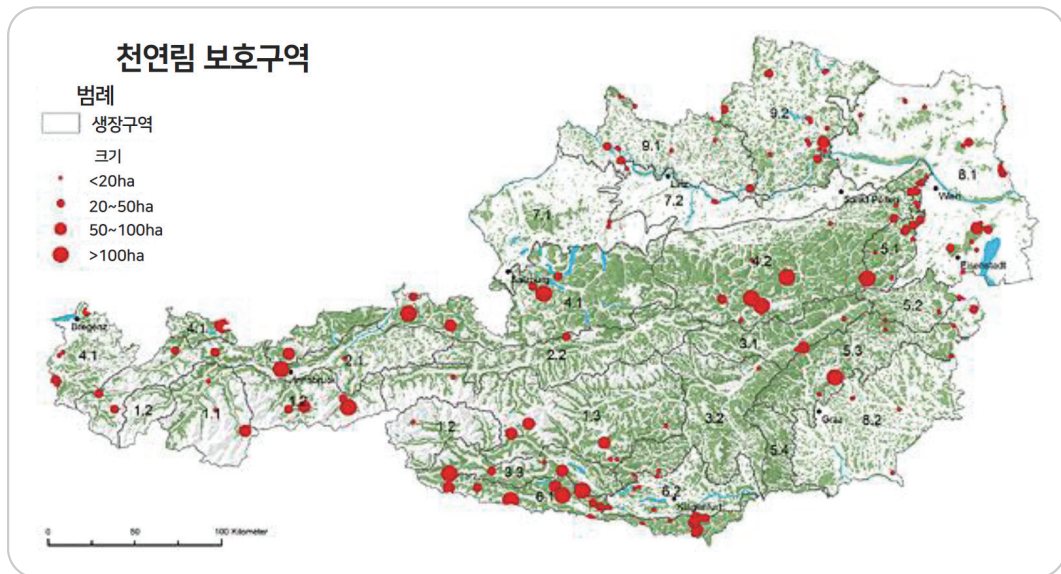 천연림 보호구역
범례
생장구역
크기
<20ha
20~50ha
50~100ha
>100ha
0 50 100 Kilometer
9.2
9.1
8.1
Linz
7.2
Wien
7.1
5.1
Eisenstadt
4.2
Salzburg
4.1
5.2
Bregenz
4.1
4.1
3.1
5.3
2.2
2.1
Innsbruck
1.2
1.1
1.2
1.3
1.2
3.2
Graz
8.2
5.4
3.3
6.1
6.2
Klagenfurt